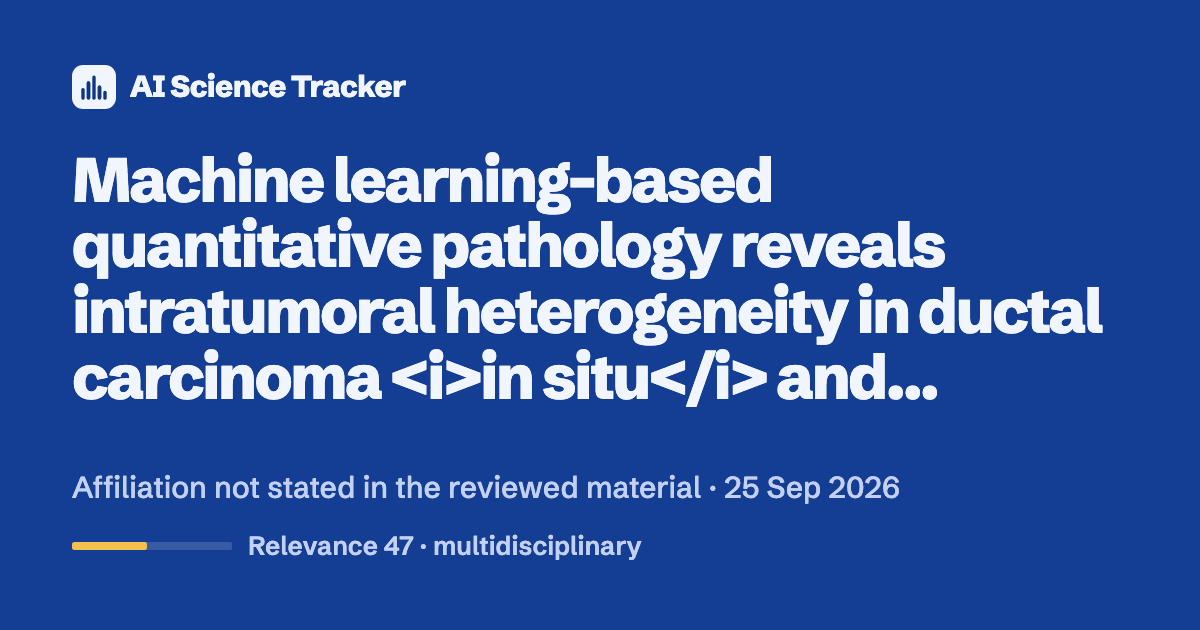 AI Science Tracker
Machine learning-based
quantitative pathology reveals
intratumoral heterogeneity in ductal
carcinoma <i>in situ</i> and...
Affiliation not stated in the reviewed material · 25 Sep 2026
Relevance 47 · multidisciplinary